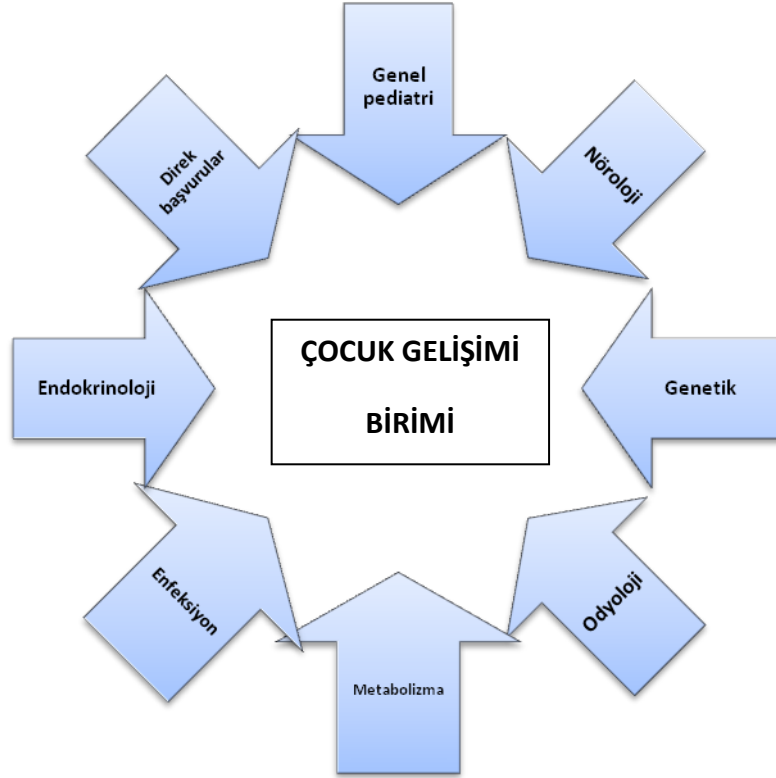 Genel
pediatri
Direk
başvurular
Nöroloji
ÇOCUK GELİŞİMİ
BİRİMİ
Endokrinoloji
Genetik
Enfeksiyon
Odyoloji
Metabolizma